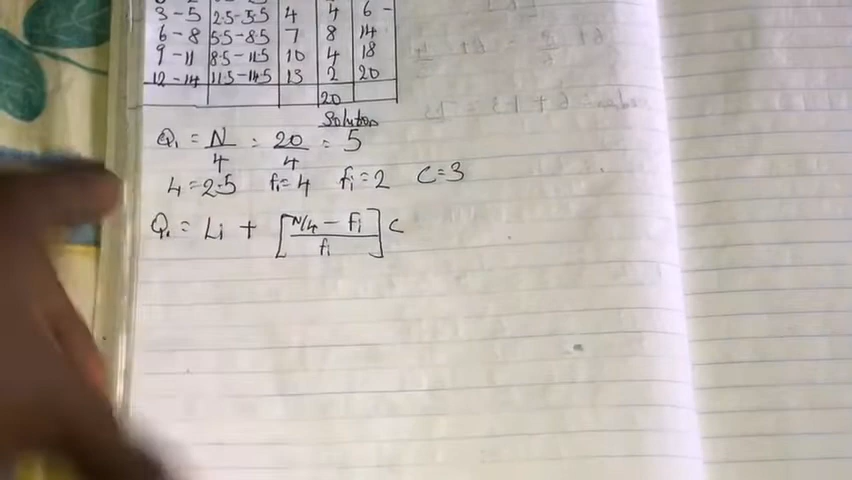 3-5 2.5-5.5 4 4 6 -
6-8 5.5-8.5 7 8 14
9-11 8.5-11.5 10 4 18
12-14 11.5-14.5 13 2 20
20
Solution
Q₁ = N/4 = 20/4 = 5
L₁ = 2.5 f₁ = 4 f₁ = 2 C = 3
Q₁ = L₁ + [N/4 - F₁ / f₁] C